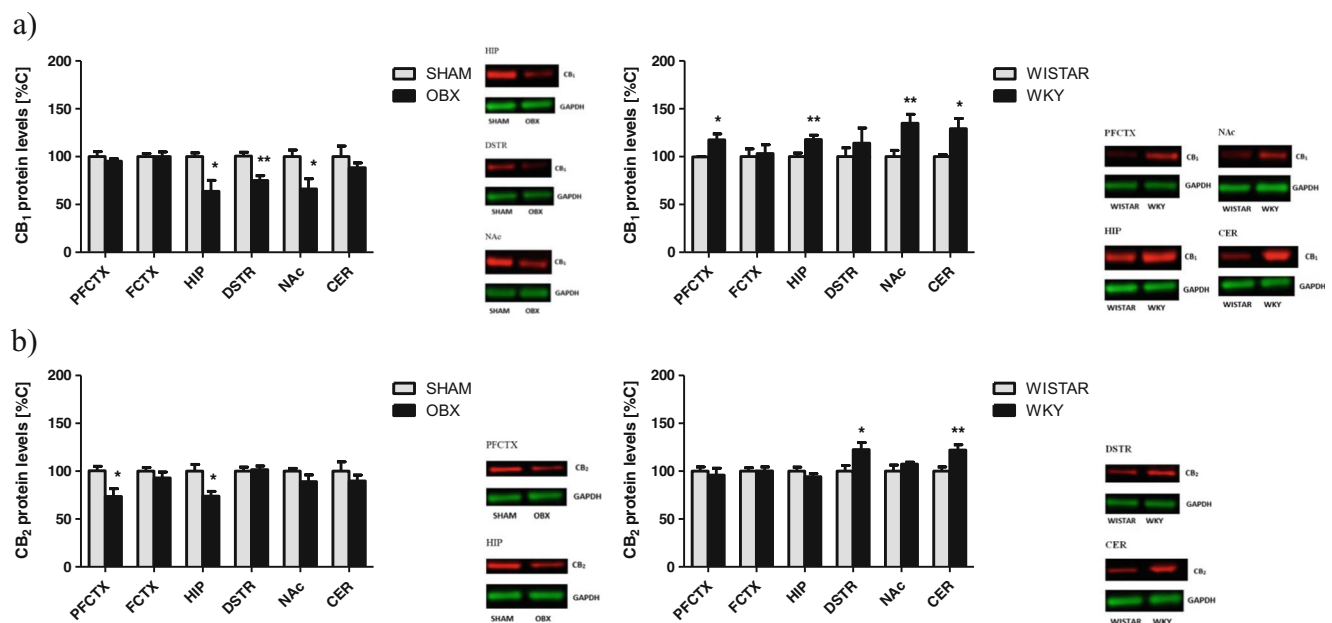 a)
CB1 protein levels [%C]
200
150
100
50
0
* ** *
PFCTX FCTX HIP DSTR NAc CER
SHAM
OBX
HIP
CB1
GAPDH
SHAM OBX
DSTR
CB1
GAPDH
SHAM OBX
NAc
CB1
GAPDH
SHAM OBX
CB1 protein levels [%C]
200
150
100
50
0
* ** ** *
PFCTX FCTX HIP DSTR NAc CER
WISTAR
WKY
PFCTX
CB1
GAPDH
WISTAR WKY
NAc
CB1
GAPDH
WISTAR WKY
HIP
CB1
GAPDH
WISTAR WKY
CER
CB1
GAPDH
WISTAR WKY
b)
CB2 protein levels [%C]
200
150
100
50
0
* *
PFCTX FCTX HIP DSTR NAc CER
SHAM
OBX
PFCTX
CB2
GAPDH
SHAM OBX
HIP
CB2
GAPDH
SHAM OBX
CB2 protein levels [%C]
200
150
100
50
0
* **
PFCTX FCTX HIP DSTR NAc CER
WISTAR
WKY
DSTR
CB2
GAPDH
WISTAR WKY
CER
CB2
GAPDH
WISTAR WKY